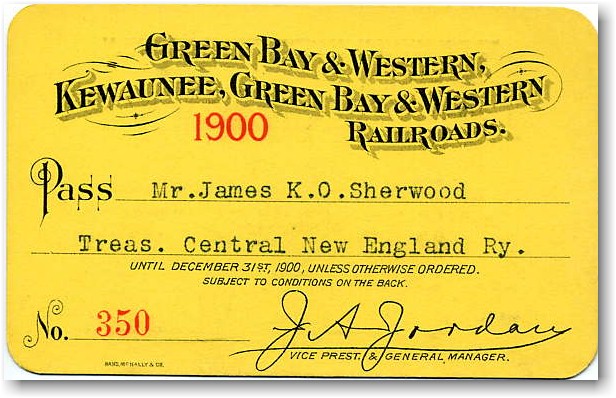 GREEN BAY & WESTERN,
KEWAUNEE, GREEN BAY & WESTERN
1900 RAILROADS.
Pass Mr.James K.O.Sherwood
Treas. Central New England Ry.
UNTIL DECEMBER 31ST, 1900, UNLESS OTHERWISE ORDERED.
SUBJECT TO CONDITIONS ON THE BACK.
No. 350 J A Jordan
VICE PREST. & GENERAL MANAGER.
RAND, MCNALLY & CO.